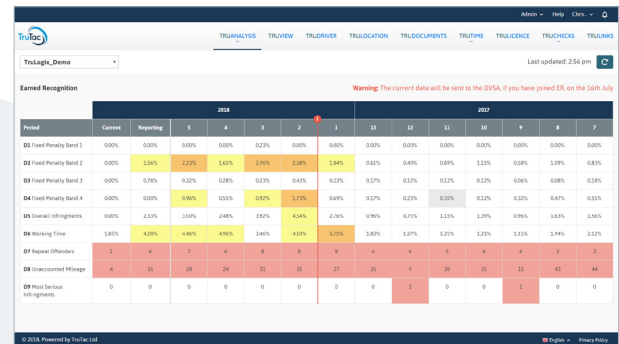 Admin Help Chris..
TruTac
TRUANALYSIS TRUVIEW TRUDRIVER TRULOCATION TRUDOCUMENTS TRUTIME TRULICENCE TRUCHECKS TRULINKS
TruLogix_Demo Last updated: 2:56 pm
Earned Recognition Warning: The current data will be sent to the DVSA, if you have joined ER, on the 16th July
2018 2017
Period Current Reporting 5 4 3 2 1 13 12 11 10 9 8 7
D1 Fixed Penalty Band 1 0.00% 0.00% 0.00% 0.00% 0.23% 0.00% 0.00% 0.00% 0.00% 0.00% 0.00% 0.00% 0.00% 0.00%
D2 Fixed Penalty Band 2 0.00% 1.56% 2.23% 1.65% 2.76% 2.38% 1.84% 0.61% 0.40% 0.69% 1.15% 0.58% 1.09% 0.83%
D3 Fixed Penalty Band 3 0.00% 0.78% 0.32% 0.28% 0.23% 0.43% 0.23% 0.17% 0.12% 0.12% 0.12% 0.06% 0.08% 0.18%
D4 Fixed Penalty Band 4 0.00% 0.00% 0.96% 0.55% 0.92% 1.73% 0.69% 0.17% 0.23% 0.35% 0.12% 0.32% 0.47% 0.55%
D5 Overall Infringments 0.00% 2.33% 3.50% 2.48% 3.92% 4.54% 2.76% 0.96% 0.75% 1.15% 1.39% 0.96% 1.63% 1.56%
D6 Working Time 1.85% 4.28% 4.46% 4.96% 3.46% 4.10% 5.75% 1.83% 1.27% 1.21% 1.21% 1.15% 1.94% 2.12%
D7 Repeat Offenders 1 6 7 6 8 8 8 4 6 5 4 6 3 3
D8 Unaccounted Mileage 4 35 28 24 31 31 27 25 9 20 31 15 43 44
D9 Most Serious
Infringments 0 0 0 0 0 0 0 0 1 0 0 1 0 0
© 2018. Powered by TruTac Ltd English Privacy Policy